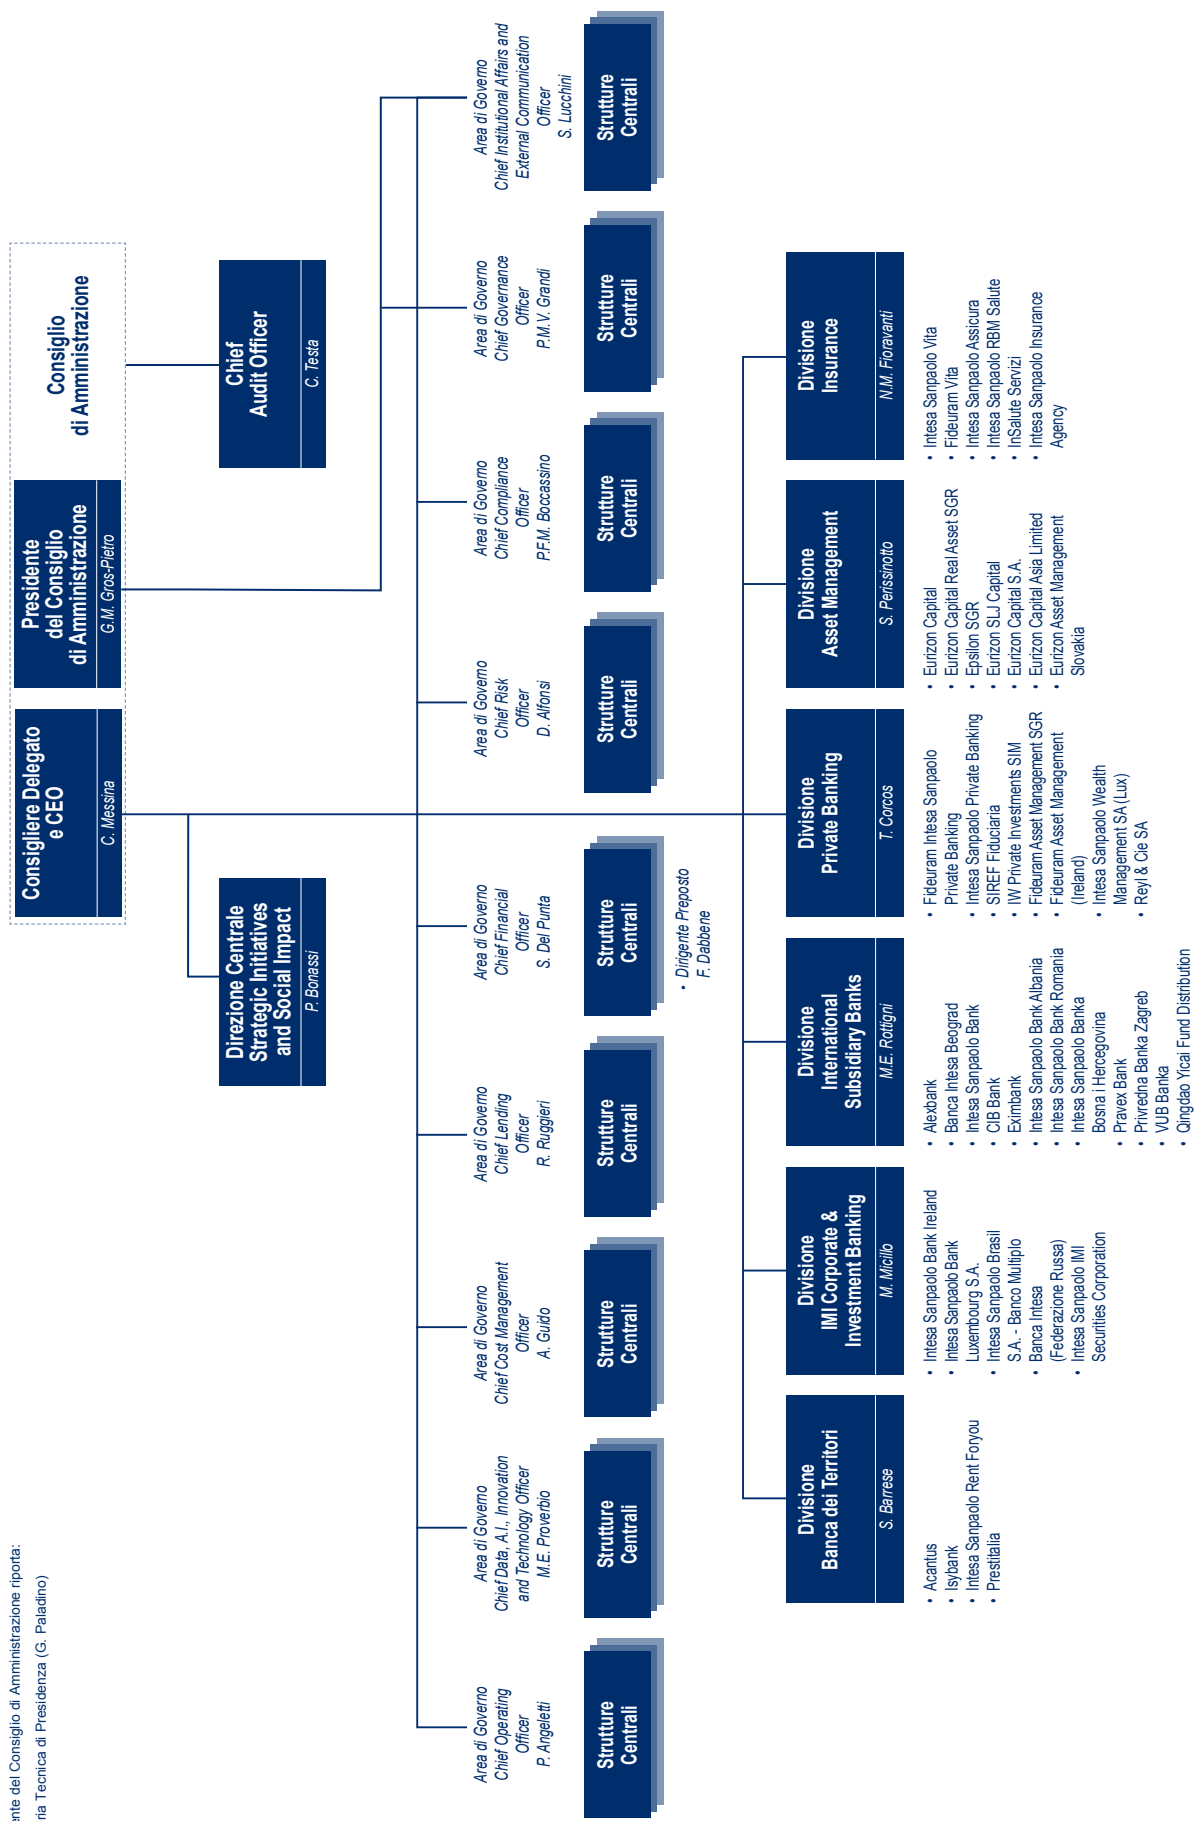 Consigliere Delegato
e CEO
C. Messina
Presidente
del Consiglio
di Amministrazione
G.M. Gros-Pietro
Consiglio
di Amministrazione
Direzione Centrale
Strategic Initiatives
and Social Impact
P. Bonassi
Chief
Audit Officer
C. Testa
Area di Governo
Chief Operating
Officer
P. Angeletti
Strutture
Centrali
Area di Governo
Chief Data, A.I., Innovation
and Technology Officer
M.E. Proverbio
Strutture
Centrali
Area di Governo
Chief Cost Management
Officer
A. Guido
Strutture
Centrali
Area di Governo
Chief Lending
Officer
R. Ruggieri
Strutture
Centrali
Area di Governo
Chief Financial
Officer
S. Del Punta
Strutture
Centrali
• Dirigente Preposto
F. Dabbene
Area di Governo
Chief Risk
Officer
D. Alfonsi
Strutture
Centrali
Area di Governo
Chief Compliance
Officer
P.F.M. Boccassino
Strutture
Centrali
Area di Governo
Chief Governance
Officer
P.M.V. Grandi
Strutture
Centrali
Area di Governo
Chief Institutional Affairs and
External Communication
Officer
S. Lucchini
Strutture
Centrali
Divisione
Banca dei Territori
S. Barrese
• Acantus
• Isybank
• Intesa Sanpaolo Rent Foryou
• Prestitalia
Divisione
IMI Corporate &
Investment Banking
M. Micillo
• Intesa Sanpaolo Bank Ireland
• Intesa Sanpaolo Bank
Luxembourg S.A.
• Intesa Sanpaolo Brasil
S.A. - Banco Multiplo
• Banca Intesa
(Federazione Russa)
• Intesa Sanpaolo IMI
Securities Corporation
Divisione
International
Subsidiary Banks
M.E. Rottigni
• Alexbank
• Banca Intesa Beograd
• Intesa Sanpaolo Bank
• CIB Bank
• Eximbank
• Intesa Sanpaolo Bank Albania
• Intesa Sanpaolo Bank Romania
• Intesa Sanpaolo Banka
Bosna i Hercegovina
• Pravex Bank
• Privredna Banka Zagreb
• VUB Banka
• Qingdao Yicai Fund Distribution
Divisione
Private Banking
T. Corcos
• Fideuram Intesa Sanpaolo
Private Banking
• Intesa Sanpaolo Private Banking
• SIREF Fiduciaria
• IW Private Investments SIM
• Fideuram Asset Management SGR
• Fideuram Asset Management
(Ireland)
• Intesa Sanpaolo Wealth
Management SA (Lux)
• Reyl & Cie SA
Divisione
Asset Management
S. Perissinotto
• Eurizon Capital
• Eurizon Capital Real Asset SGR
• Epsilon SGR
• Eurizon SLJ Capital
• Eurizon Capital S.A.
• Eurizon Capital Asia Limited
• Eurizon Asset Management
Slovakia
Divisione
Insurance
N.M. Fioravanti
• Intesa Sanpaolo Vita
• Fideuram Vita
• Intesa Sanpaolo Assicura
• Intesa Sanpaolo RBM Salute
• InSalute Servizi
• Intesa Sanpaolo Insurance
Agency
ente del Consiglio di Amministrazione riporta:
ria Tecnica di Presidenza (G. Paladino)